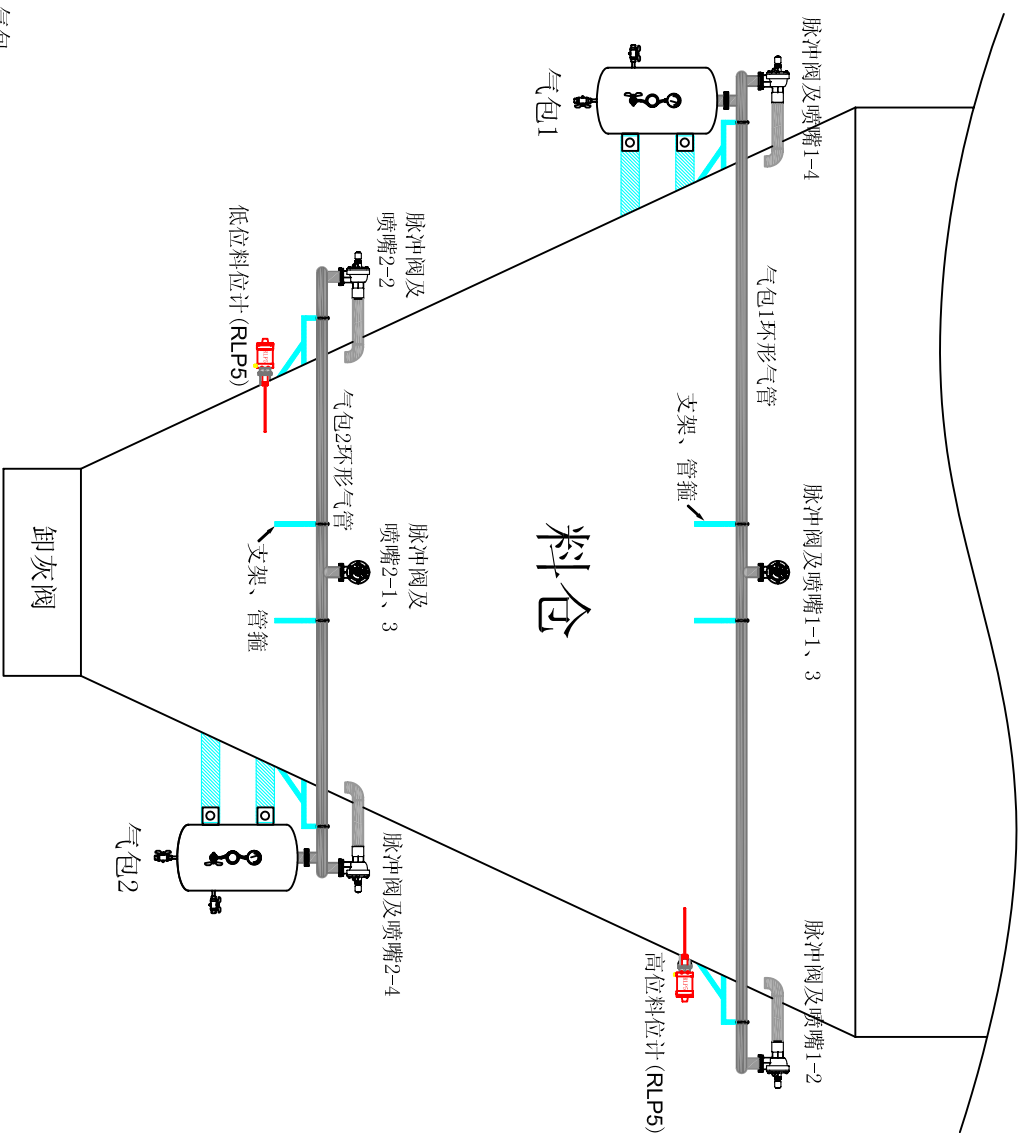 脉冲阀及喷嘴1-4
脉冲阀及喷嘴1-1、3
脉冲阀及喷嘴1-2
气包1环形气管
支架、管箍
高位料位计(RLP5)
气包1
料仓
脉冲阀及
喷嘴2-2
脉冲阀及
喷嘴2-1、3
脉冲阀及喷嘴2-4
气包2环形气管
低位料位计(RLP5)
支架、管箍
气包2
卸灰阀
气包